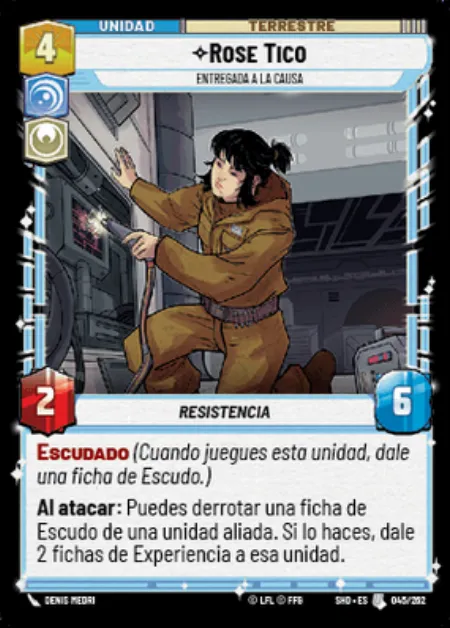 UNIDAD
TERRESTRE
4
ROSE TICO
ENTREGADA A LA CAUSA
2
RESISTENCIA
6
ESCUDADO (Cuando juegues esta unidad, dale
una ficha de Escudo.)
Al atacar: Puedes derrotar una ficha de
Escudo de una unidad aliada. Si lo haces, dale
2 fichas de Experiencia a esa unidad.
DENIS MEDRI
© LFL © FFG
SHD • ES
045/262